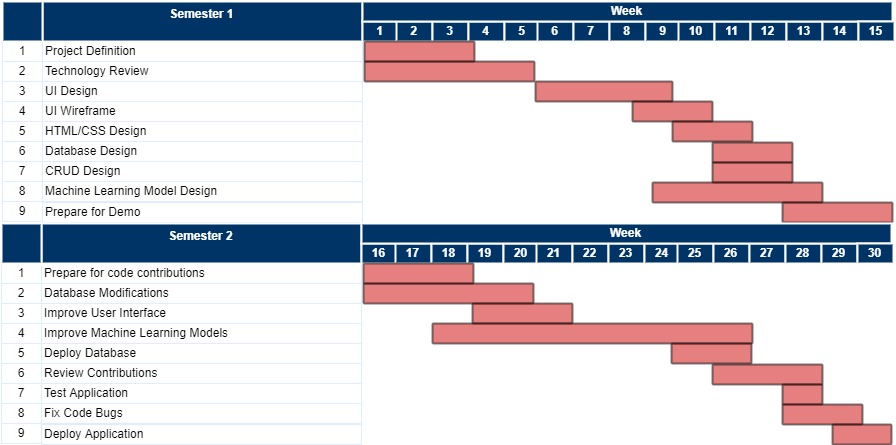 Semester 1 Week
1 2 3 4 5 6 7 8 9 10 11 12 13 14 15
1 Project Definition
2 Technology Review
3 UI Design
4 UI Wireframe
5 HTML/CSS Design
6 Database Design
7 CRUD Design
8 Machine Learning Model Design
9 Prepare for Demo
Semester 2 Week
16 17 18 19 20 21 22 23 24 25 26 27 28 29 30
1 Prepare for code contributions
2 Database Modifications
3 Improve User Interface
4 Improve Machine Learning Models
5 Deploy Database
6 Review Contributions
7 Test Application
8 Fix Code Bugs
9 Deploy Application